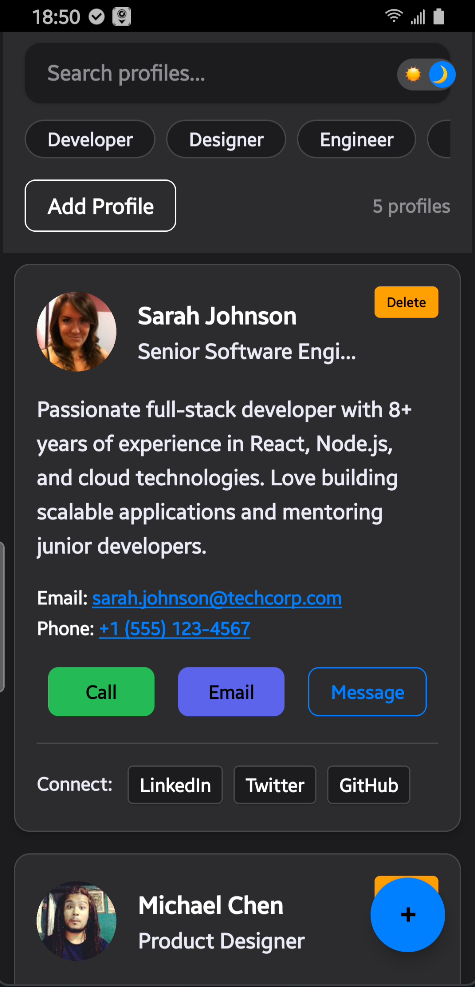 18:50
Search profiles...
Developer
Designer
Engineer
Add Profile
5 profiles
Sarah Johnson
Delete
Senior Software Engi...
Passionate full-stack developer with 8+
years of experience in React, Node.js,
and cloud technologies. Love building
scalable applications and mentoring
junior developers.
Email: sarah.johnson@techcorp.com
Phone: +1 (555) 123-4567
Call
Email
Message
Connect:
LinkedIn
Twitter
GitHub
Michael Chen
Product Designer
+